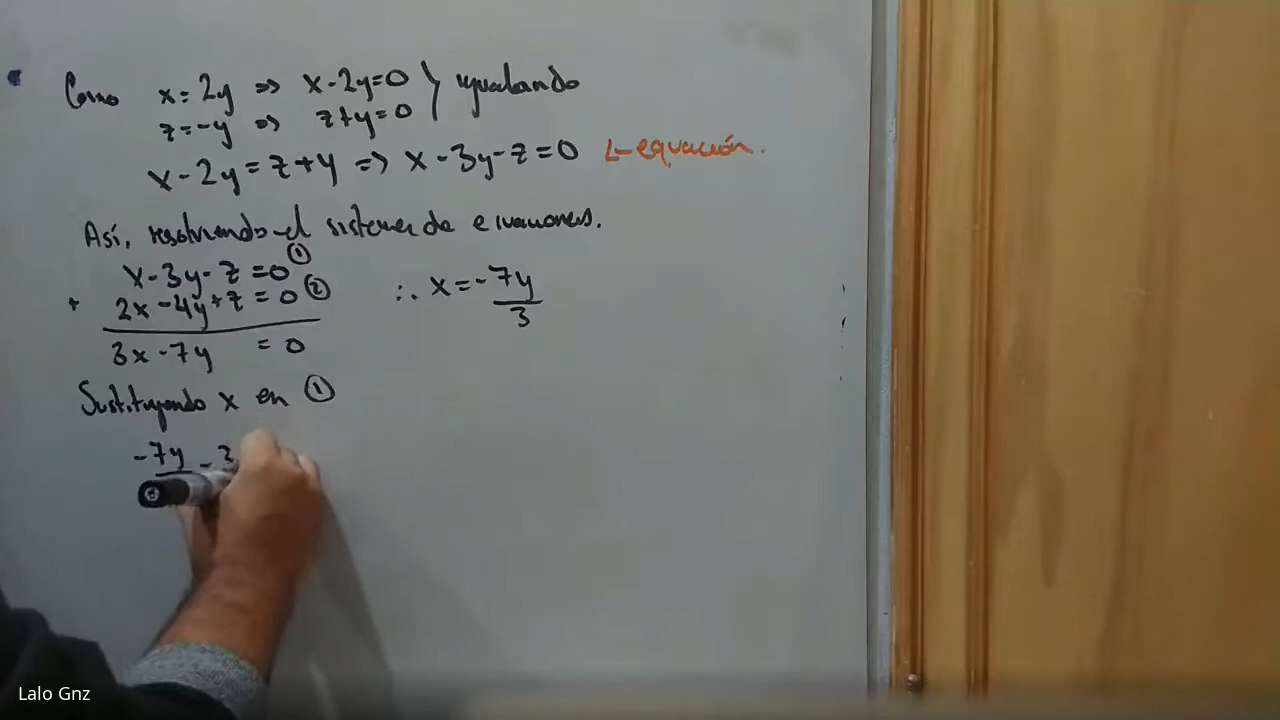 Como x = 2y ⇒ x - 2y = 0 } igualando
z = -y ⇒ z + y = 0
x - 2y = z + y ⇒ x - 3y - z = 0 ← equación.
Así, resolviendo el sistema de ecuaciones.
x - 3y - z = 0 ①
+ 2x - 4y + z = 0 ②
3x - 7y = 0
∴ x = -7y
3
Sustituyendo x en ①
-7y -
Lalo Gnz